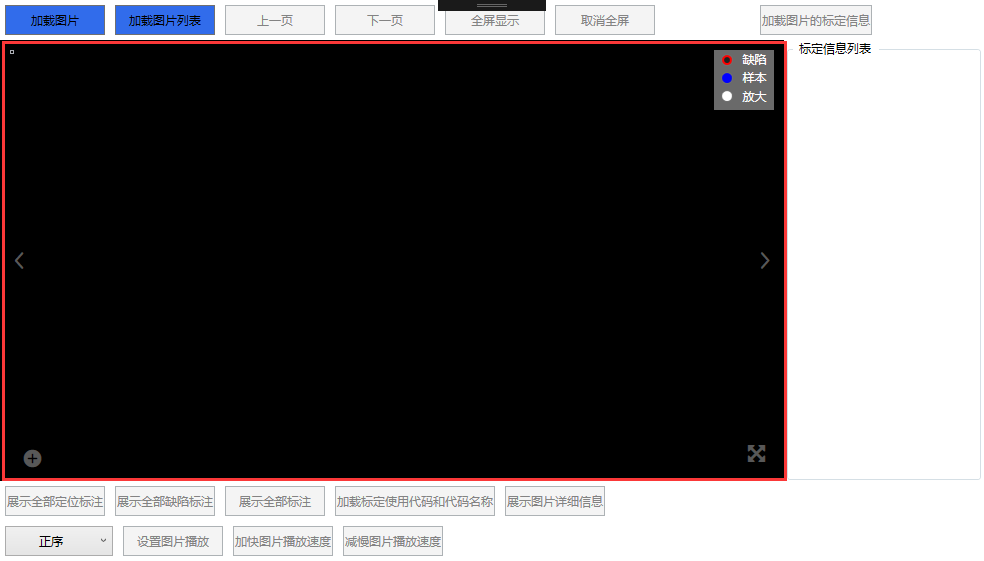 加载图片 加载图片列表 上一页 下一页 全屏显示 取消全屏 加载图片的标定信息
标定信息列表
缺陷
样本
放大
展示全部定位标注 展示全部缺陷标注 展示全部标注 加载标定使用代码和代码名称 展示图片详细信息
正序 设置图片播放 加快图片播放速度 减慢图片播放速度